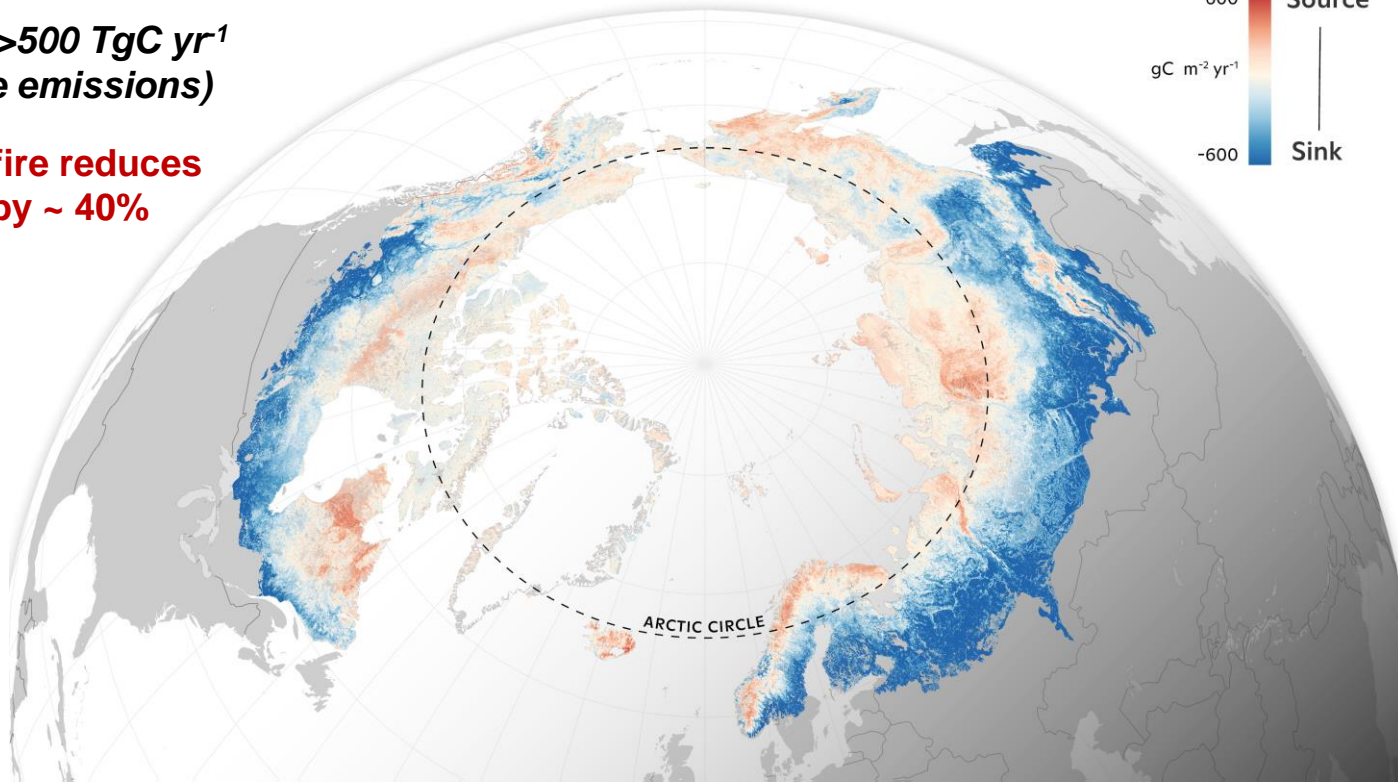 >500 TgC yr⁻¹
emissions)
fire reduces
by ~ 40%
Source
gC m⁻² yr⁻¹
-600
Sink
ARCTIC CIRCLE